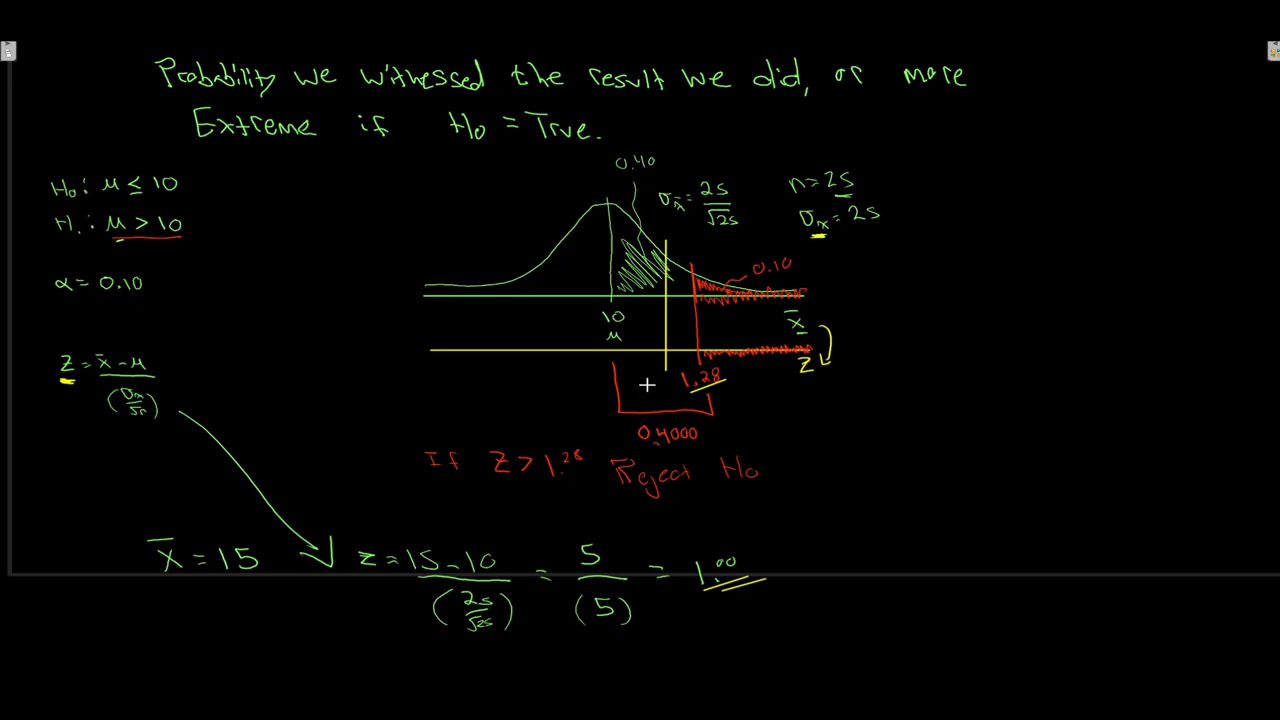 Probability we witnessed the result we did, or more
Extreme if Ho = True.
0.40
Ho: μ ≤ 10
H₁: μ > 10
σx̄ = 25/√25
n = 25
σx = 25
α = 0.10
0.10
10
μ
x̄
z = x̄ - μ / (σx/√n)
Z
1.28
0.4000
If Z > 1.28 Reject Ho
x̄ = 15
z = 15 - 10 / (25/√25) = 5 / (5) = 1.00